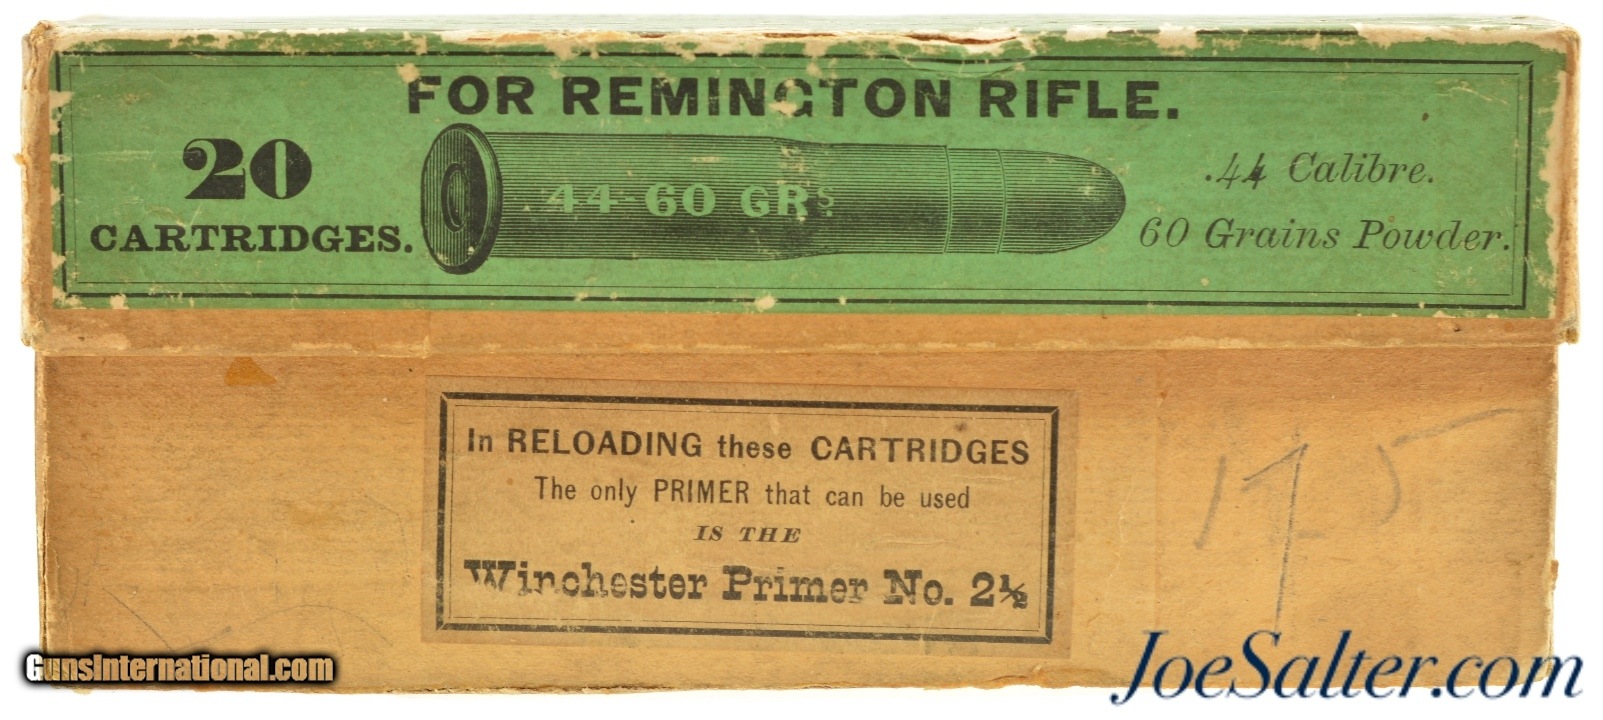 FOR REMINGTON RIFLE.
20
CARTRIDGES.
.44-60 GRS.
.44 Calibre.
60 Grains Powder.
In RELOADING these CARTRIDGES
The only PRIMER that can be used
IS THE
Winchester Primer No. 2½
175
GunsInternational.com
JoeSalter.com